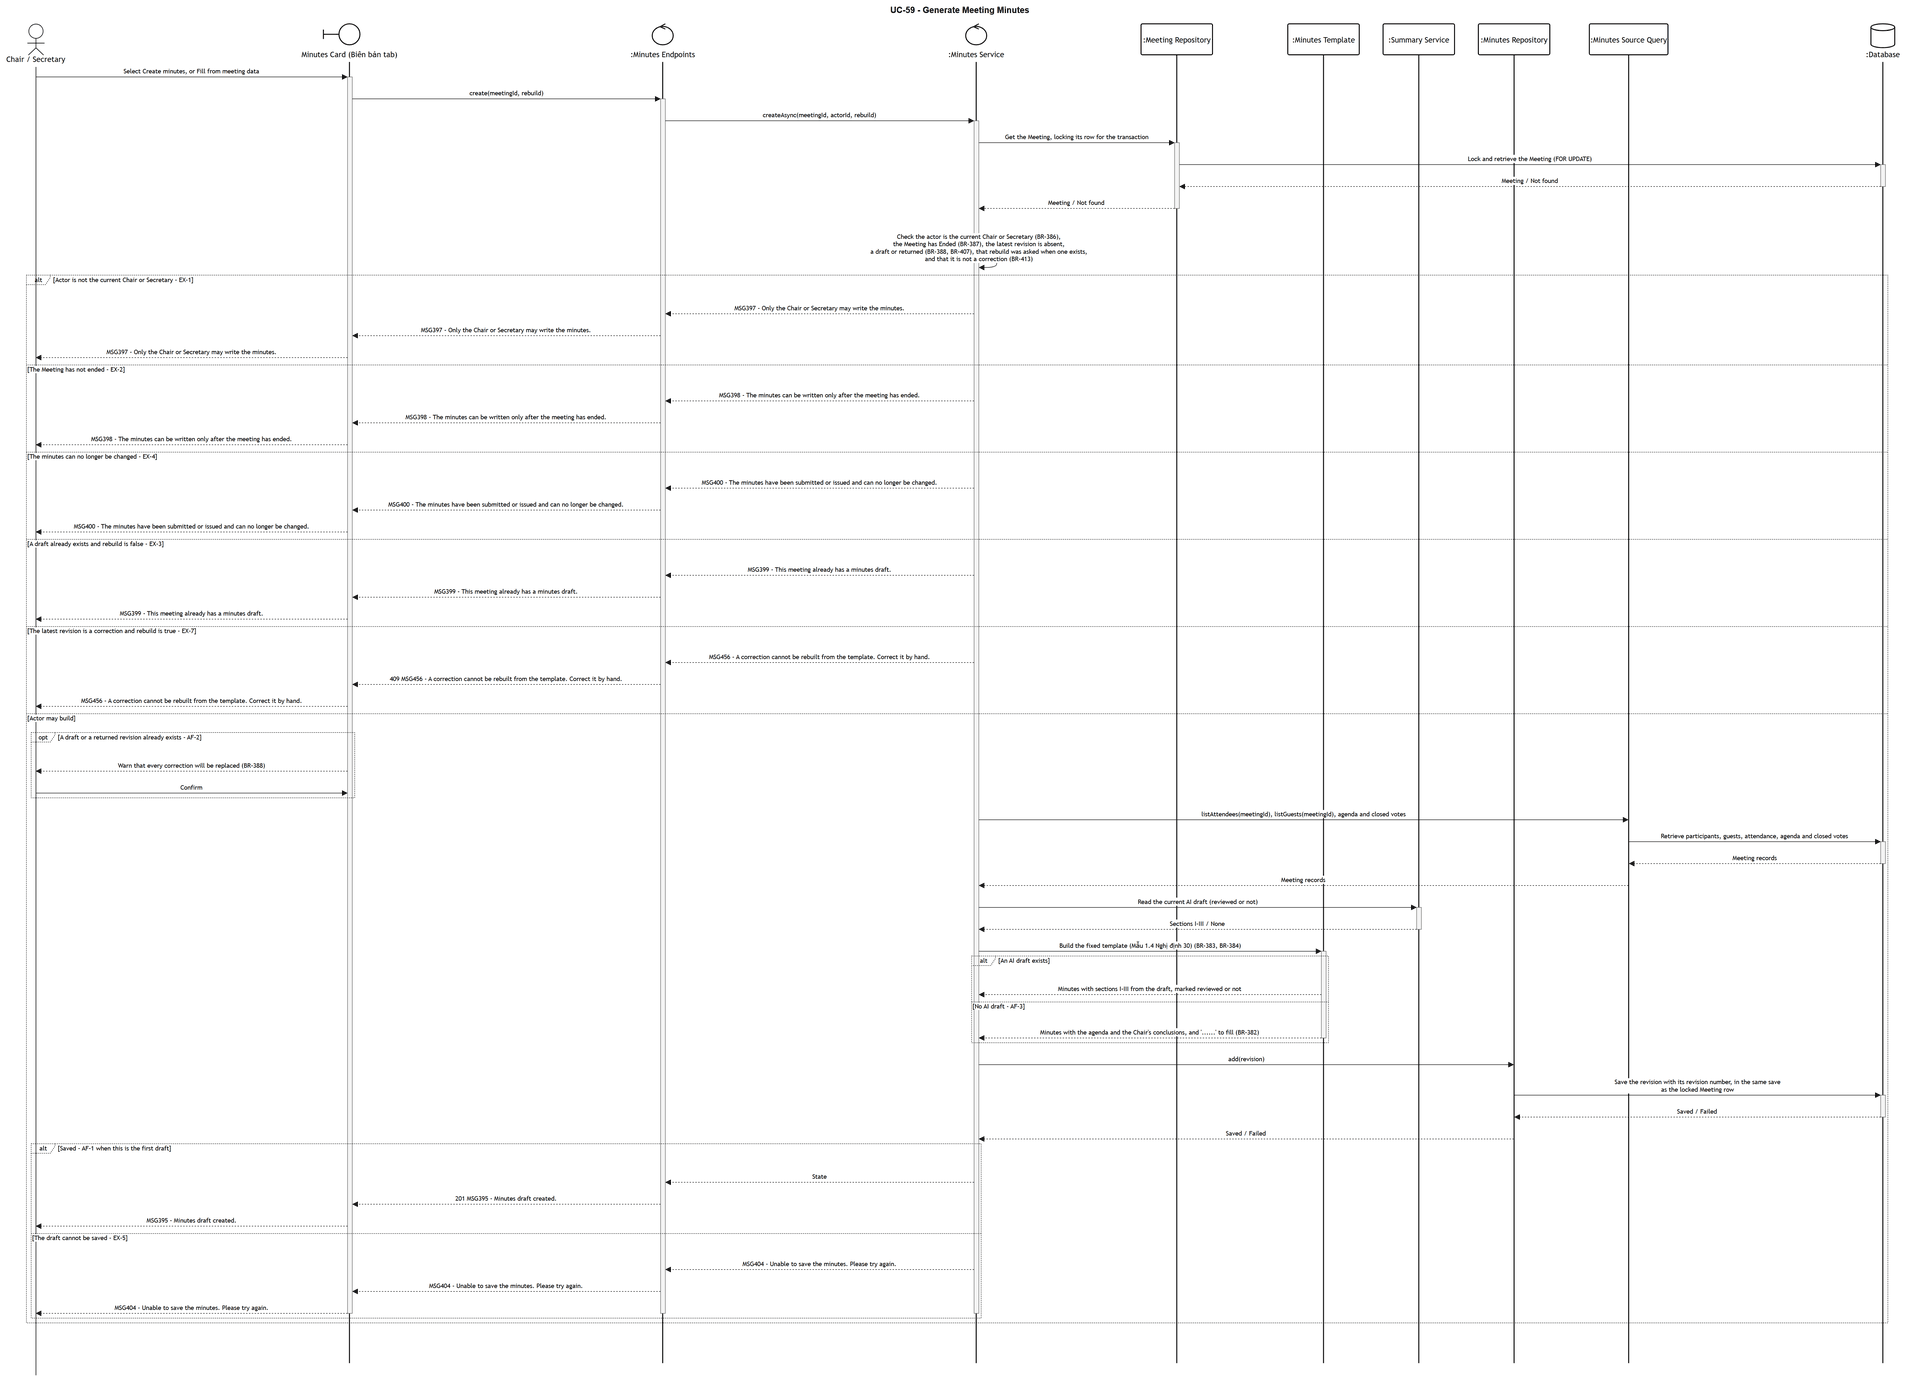 UC-59 - Generate Meeting Minutes
Chair / Secretary
Minutes Card (Biên bản tab)
:Minutes Endpoints
:Minutes Service
:Meeting Repository
:Minutes Template
:Summary Service
:Minutes Repository
:Minutes Source Query
:Database
Select Create minutes, or Fill from meeting data
create(meetingId, rebuild)
createAsync(meetingId, actorId, rebuild)
Get the Meeting, locking its row for the transaction
Lock and retrieve the Meeting (FOR UPDATE)
Meeting / Not found
Meeting / Not found
Check the actor is the current Chair or Secretary (BR-386),
the Meeting has Ended (BR-387), the latest revision is absent,
a draft or returned (BR-388, BR-407), that rebuild was asked when one exists,
and that it is not a correction (BR-413)
alt [Actor is not the current Chair or Secretary - EX-1]
MSG397 - Only the Chair or Secretary may write the minutes.
MSG397 - Only the Chair or Secretary may write the minutes.
MSG397 - Only the Chair or Secretary may write the minutes.
[The Meeting has not ended - EX-2]
MSG398 - The minutes can be written only after the meeting has ended.
MSG398 - The minutes can be written only after the meeting has ended.
MSG398 - The minutes can be written only after the meeting has ended.
[The minutes can no longer be changed - EX-4]
MSG400 - The minutes have been submitted or issued and can no longer be changed.
MSG400 - The minutes have been submitted or issued and can no longer be changed.
MSG400 - The minutes have been submitted or issued and can no longer be changed.
[A draft already exists and rebuild is false - EX-3]
MSG399 - This meeting already has a minutes draft.
MSG399 - This meeting already has a minutes draft.
MSG399 - This meeting already has a minutes draft.
[The latest revision is a correction and rebuild is true - EX-7]
MSG456 - A correction cannot be rebuilt from the template. Correct it by hand.
409 MSG456 - A correction cannot be rebuilt from the template. Correct it by hand.
MSG456 - A correction cannot be rebuilt from the template. Correct it by hand.
[Actor may build]
opt [A draft or a returned revision already exists - AF-2]
Warn that every correction will be replaced (BR-388)
Confirm
listAttendees(meetingId), listGuests(meetingId), agenda and closed votes
Retrieve participants, guests, attendance, agenda and closed votes
Meeting records
Meeting records
Read the current AI draft (reviewed or not)
Sections I-III / None
Build the fixed template (Mẫu 1.4 Nghị định 30) (BR-383, BR-384)
alt [An AI draft exists]
Minutes with sections I-III from the draft, marked reviewed or not
[No AI draft - AF-3]
Minutes with the agenda and the Chair's conclusions, and '......' to fill (BR-382)
add(revision)
Save the revision with its revision number, in the same save
as the locked Meeting row
Saved / Failed
Saved / Failed
alt [Saved - AF-1 when this is the first draft]
State
201 MSG395 - Minutes draft created.
MSG395 - Minutes draft created.
[The draft cannot be saved - EX-5]
MSG404 - Unable to save the minutes. Please try again.
MSG404 - Unable to save the minutes. Please try again.
MSG404 - Unable to save the minutes. Please try again.